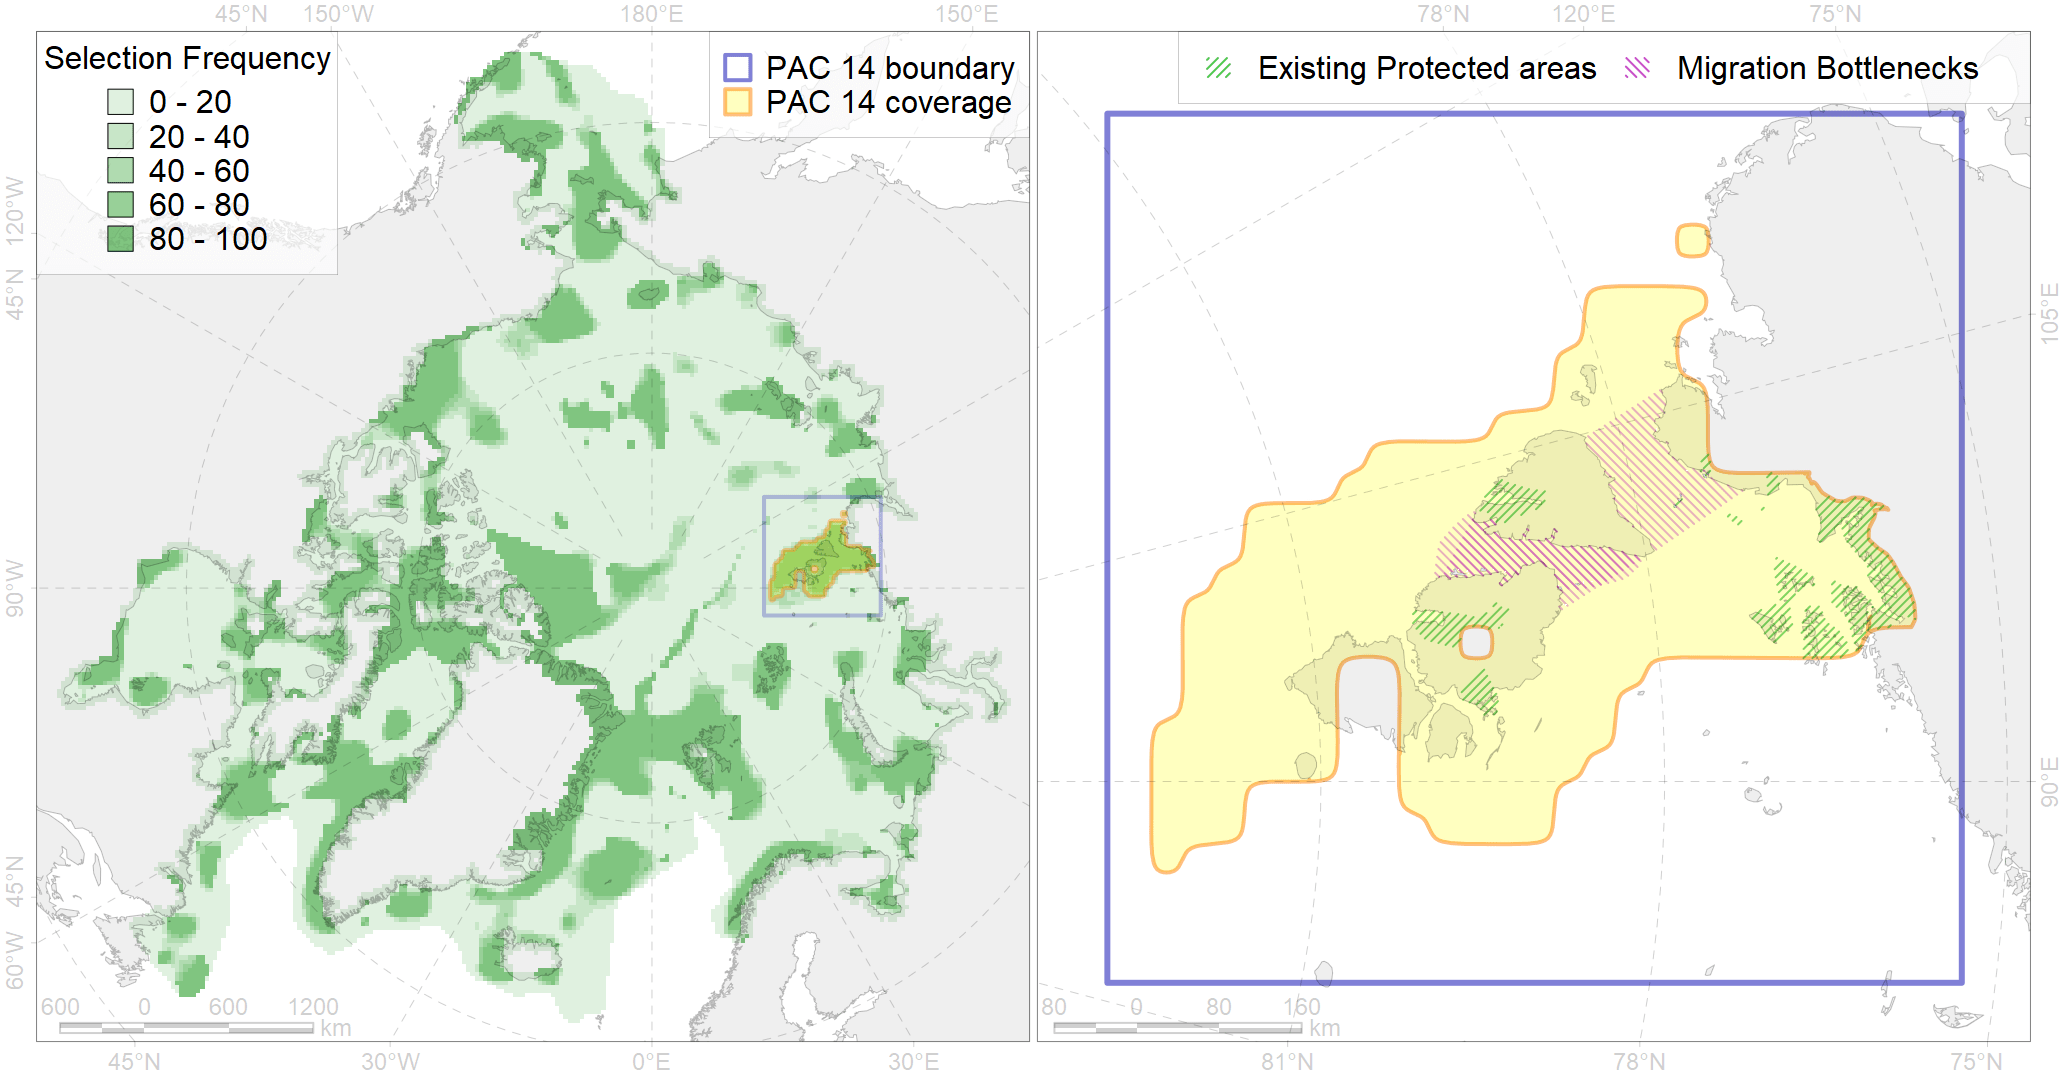 45°N 150°W 180°E 150°E 78°N 120°E 75°N
Selection Frequency
0 - 20
20 - 40
40 - 60
60 - 80
80 - 100
PAC 14 boundary
PAC 14 coverage
Existing Protected areas Migration Bottlenecks
120°W
45°N
90°W
45°N
60°W
105°E
90°E
600 0 600 1200
km
80 0 80 160
km
45°N 30°W 0°E 30°E 81°N 78°N 75°N